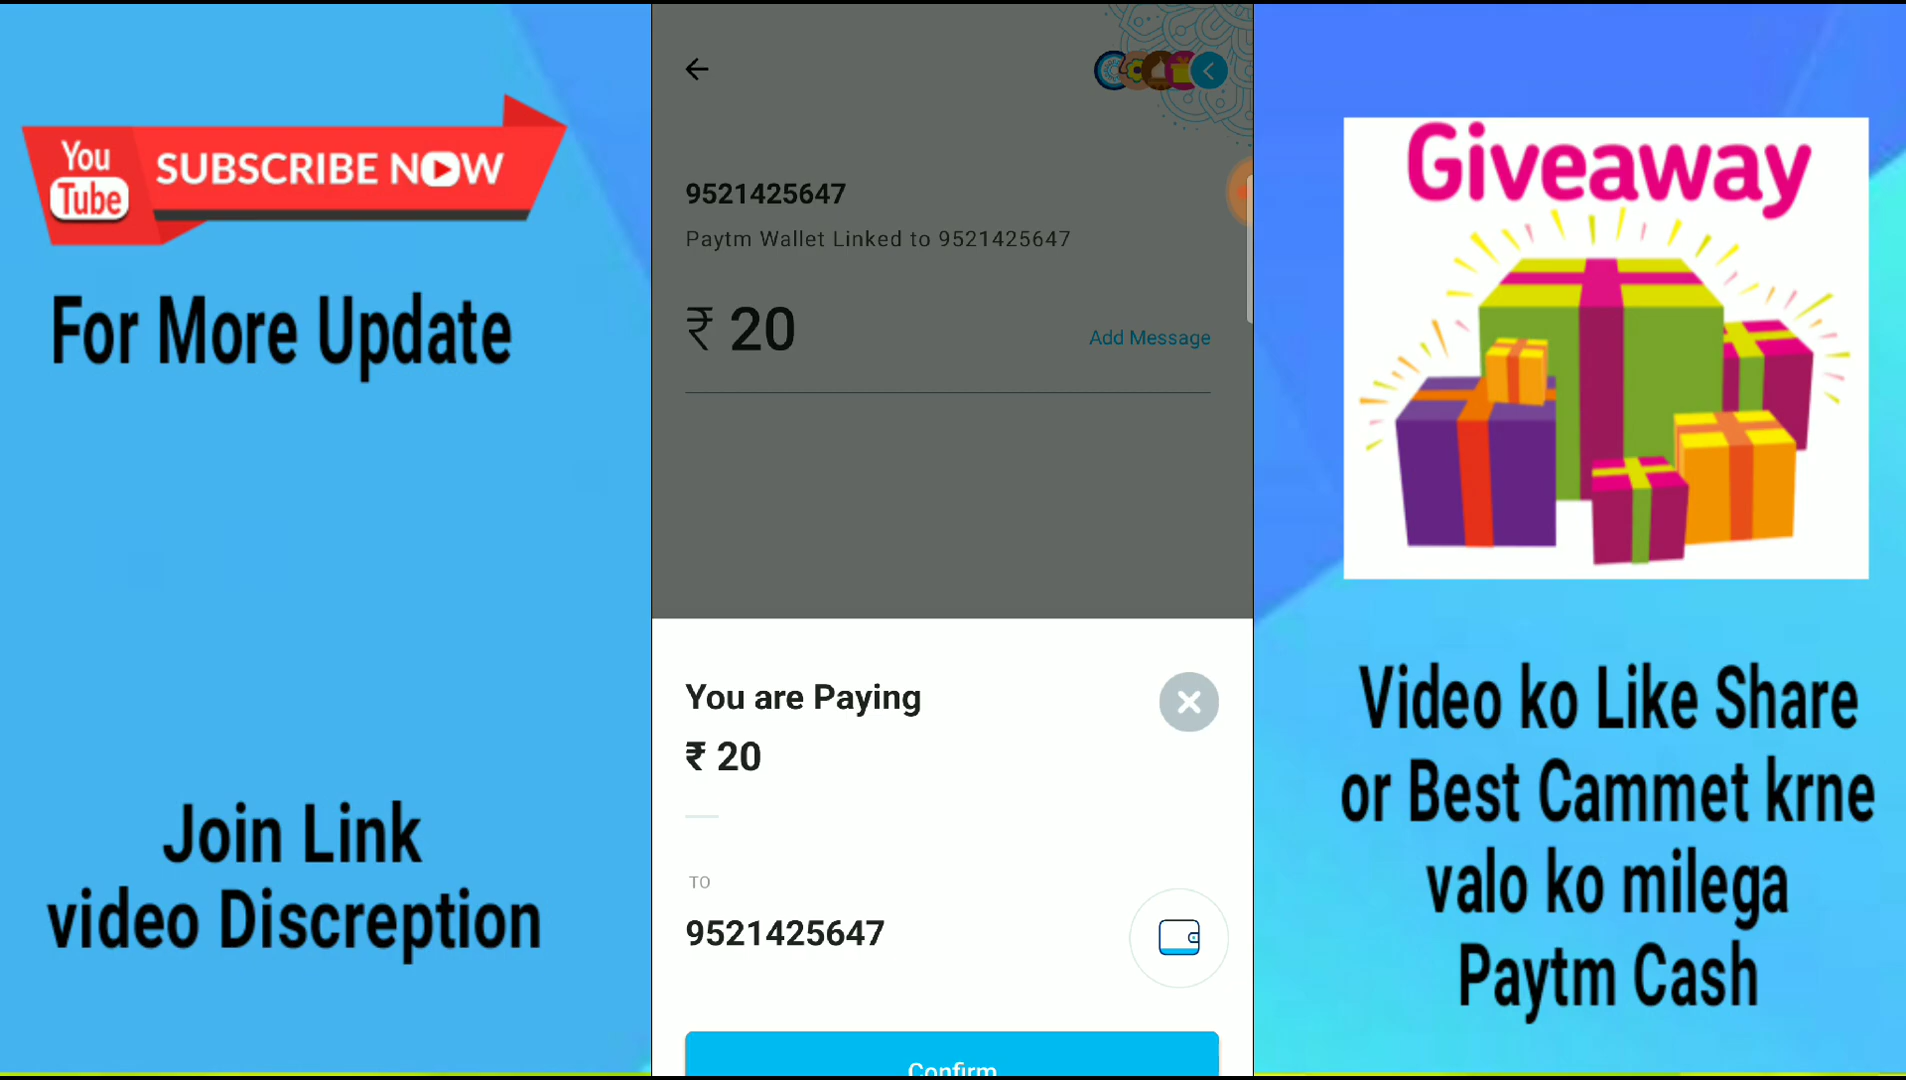 You
Tube
SUBSCRIBE NOW
For More Update
Join Link
video Discreption
9521425647
Paytm Wallet Linked to 9521425647
₹ 20
Add Message
You are Paying
₹ 20
TO
9521425647
Confirm
Giveaway
Video ko Like Share
or Best Cammet krne
valo ko milega
Paytm Cash